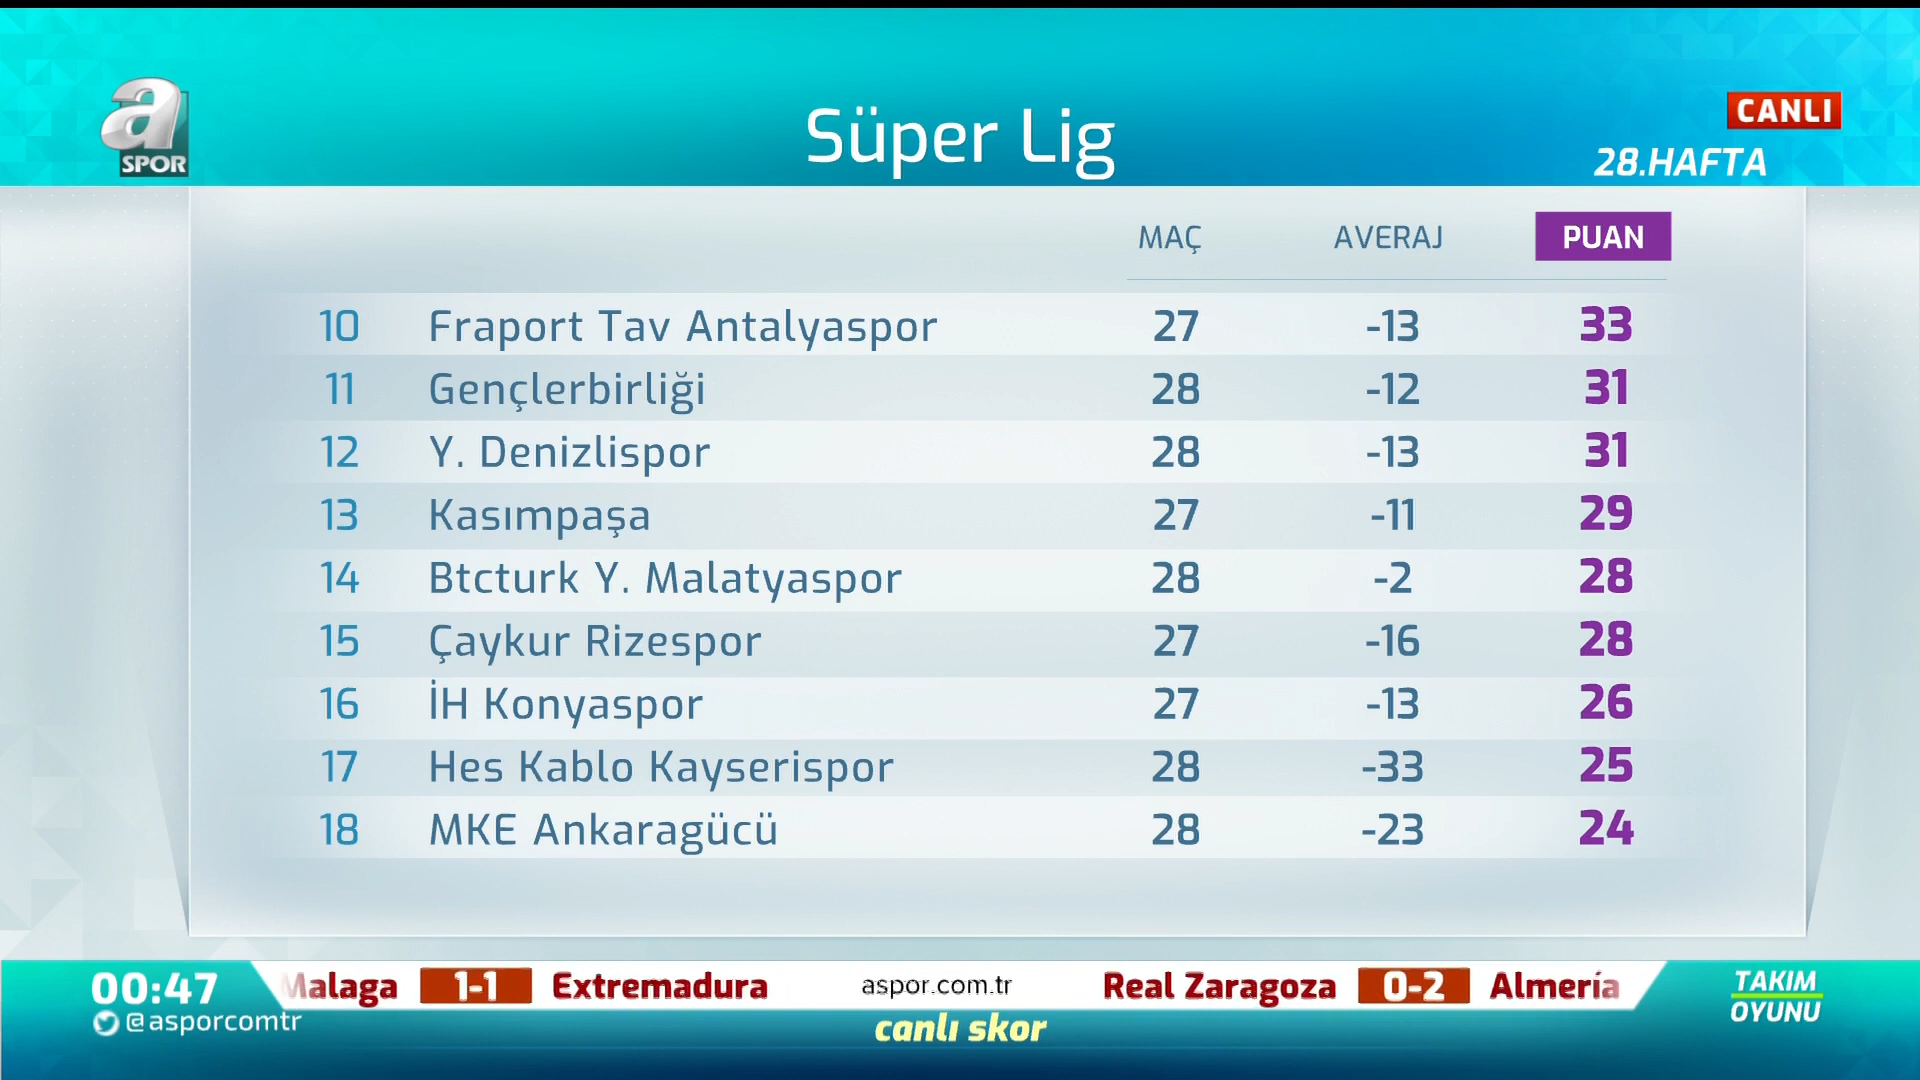 a
SPOR
Süper Lig
CANLI
28.HAFTA
MAÇ AVERAJ PUAN
10 Fraport Tav Antalyaspor 27 -13 33
11 Gençlerbirliği 28 -12 31
12 Y. Denizlispor 28 -13 31
13 Kasımpaşa 27 -11 29
14 Btcturk Y. Malatyaspor 28 -2 28
15 Çaykur Rizespor 27 -16 28
16 İH Konyaspor 27 -13 26
17 Hes Kablo Kayserispor 28 -33 25
18 MKE Ankaragücü 28 -23 24
00:47 Malaga 1-1 Extremadura aspor.com.tr Real Zaragoza 0-2 Almería
@asporcomtr
canlı skor
TAKIM
OYUNU